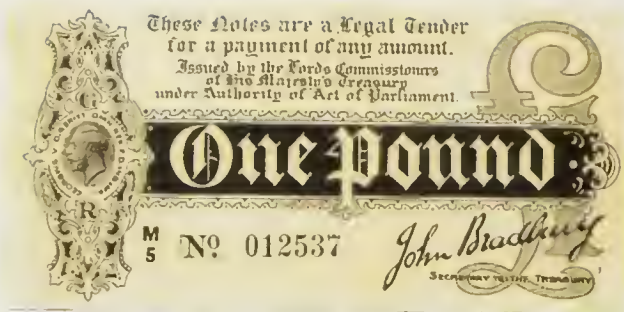 These Notes are a Legal Tender
for a payment of any amount.
Issued by the Lords Commissioners
of His Majesty's Treasury
under Authority of Act of Parliament.
G
R
One Pound
M
5 Nº 012537
John Bradbury
SECRETARY TO THE TREASURY